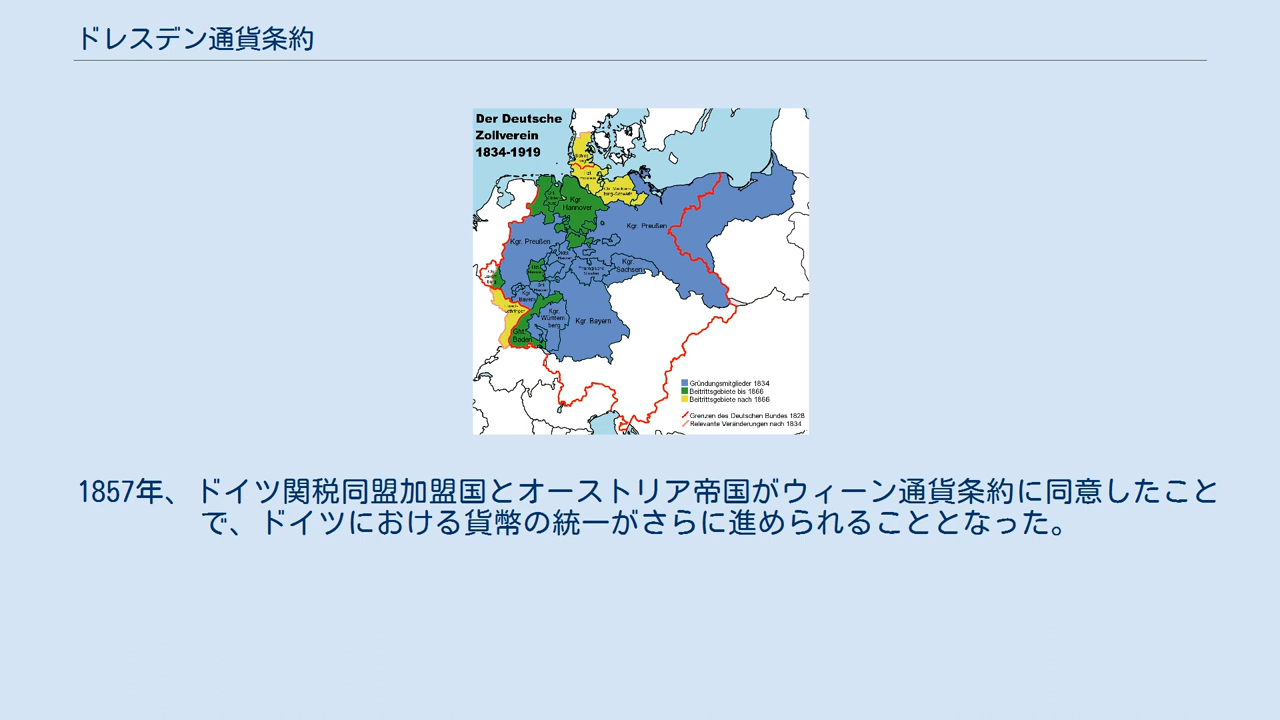 ドレスデン通貨条約
Der Deutsche
Zollverein
1834-1919
Kgr.
Hannover
Kgr. Preußen
Kgr. Preußen
Kgr.
Sachsen
Kgr.
Bayern
Kgr.
Württem-
berg
Kgr. Bayern
Ght.
Baden
Gründungsmitglieder 1834
Beitrittsgebiete bis 1866
Beitrittsgebiete nach 1866
Grenzen des Deutschen Bundes 1828
Relevante Veränderungen nach 1834
1857年、ドイツ関税同盟加盟国とオーストリア帝国がウィーン通貨条約に同意したこと
で、ドイツにおける貨幣の統一がさらに進められることとなった。